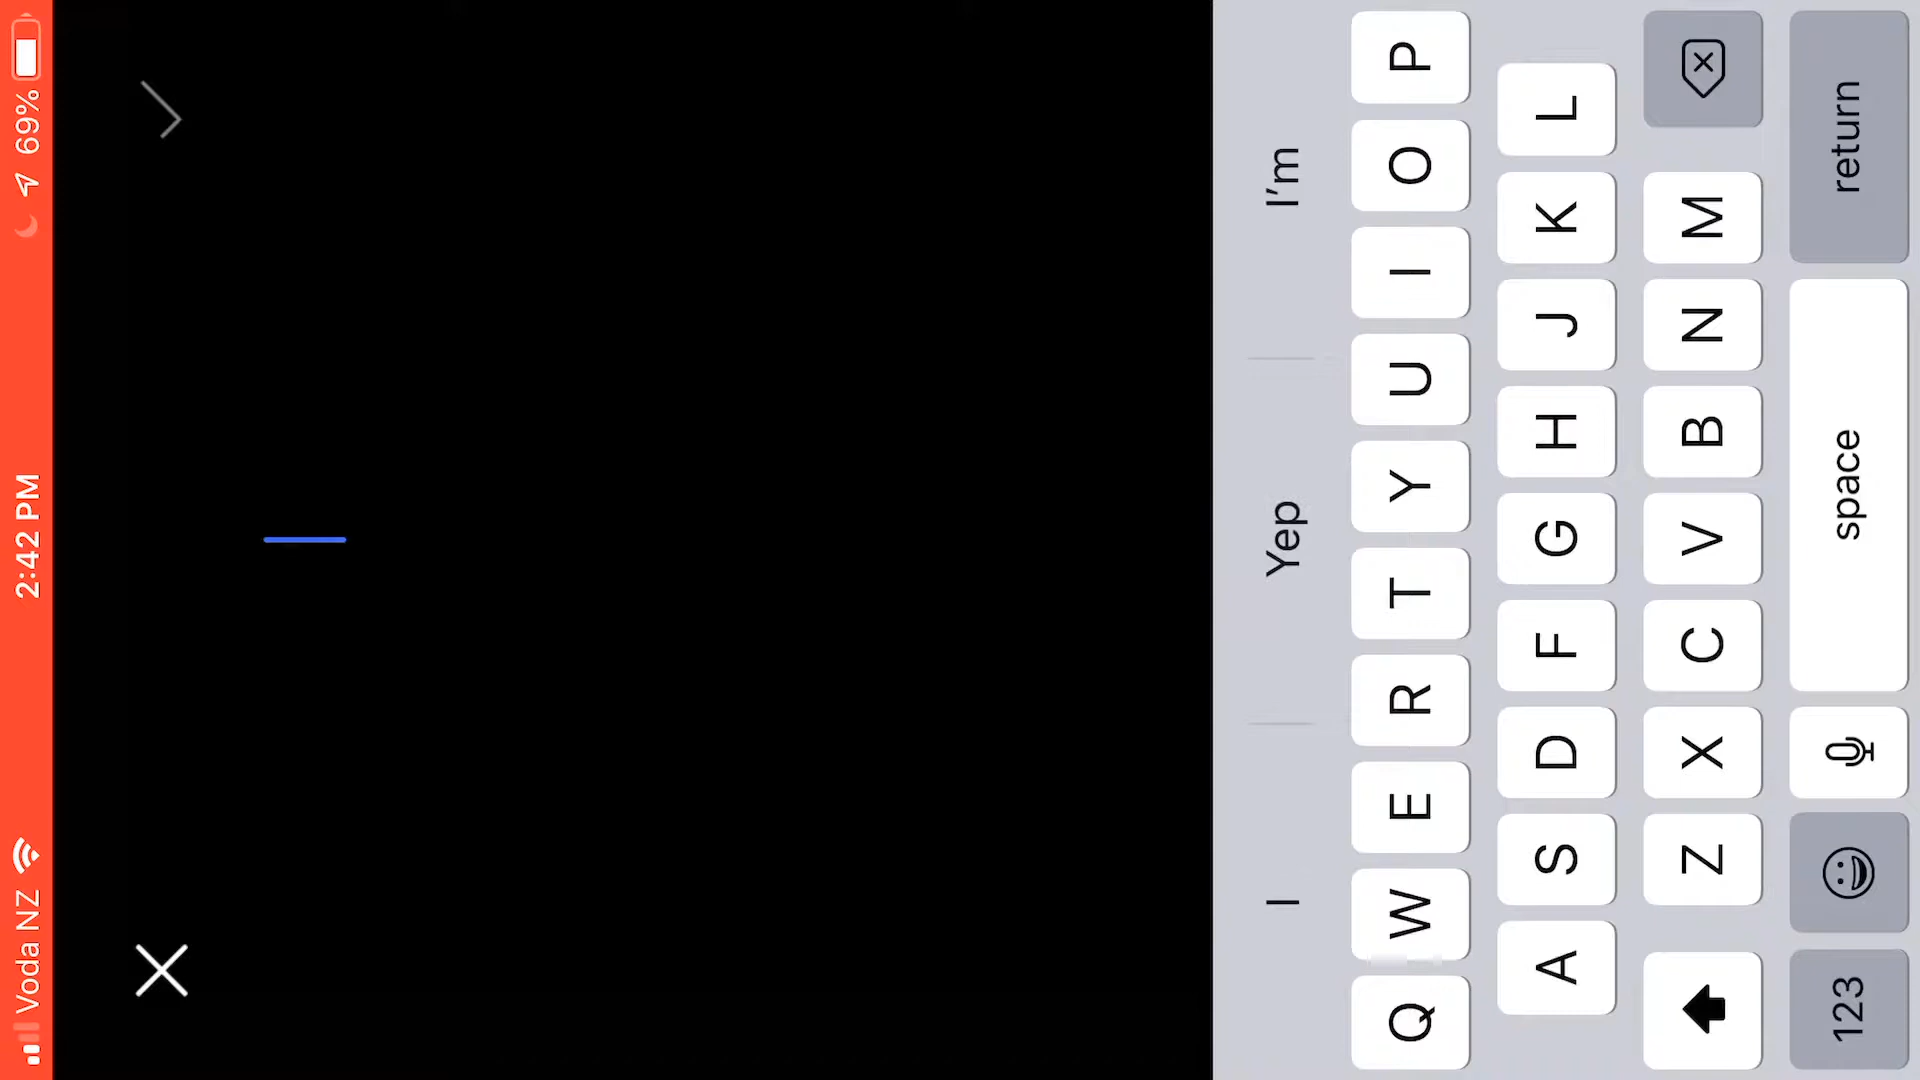 Voda NZ 2:42 PM 69%
I Yep I'm
Q W E R T Y U I O P
A S D F G H J K L
Z X C V B N M
123 space return